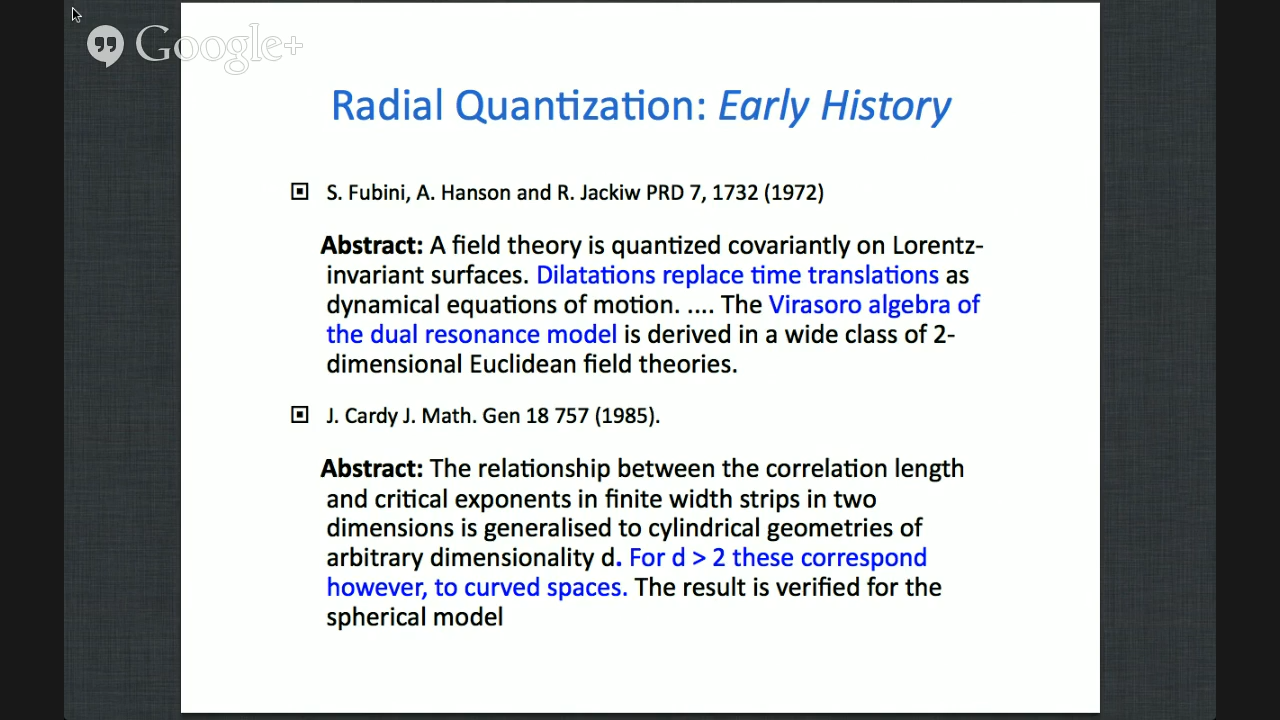 Google+
Radial Quantization: Early History
S. Fubini, A. Hanson and R. Jackiw PRD 7, 1732 (1972)
Abstract: A field theory is quantized covariantly on Lorentz-
invariant surfaces. Dilatations replace time translations as
dynamical equations of motion. .... The Virasoro algebra of
the dual resonance model is derived in a wide class of 2-
dimensional Euclidean field theories.
J. Cardy J. Math. Gen 18 757 (1985).
Abstract: The relationship between the correlation length
and critical exponents in finite width strips in two
dimensions is generalised to cylindrical geometries of
arbitrary dimensionality d. For d > 2 these correspond
however, to curved spaces. The result is verified for the
spherical model